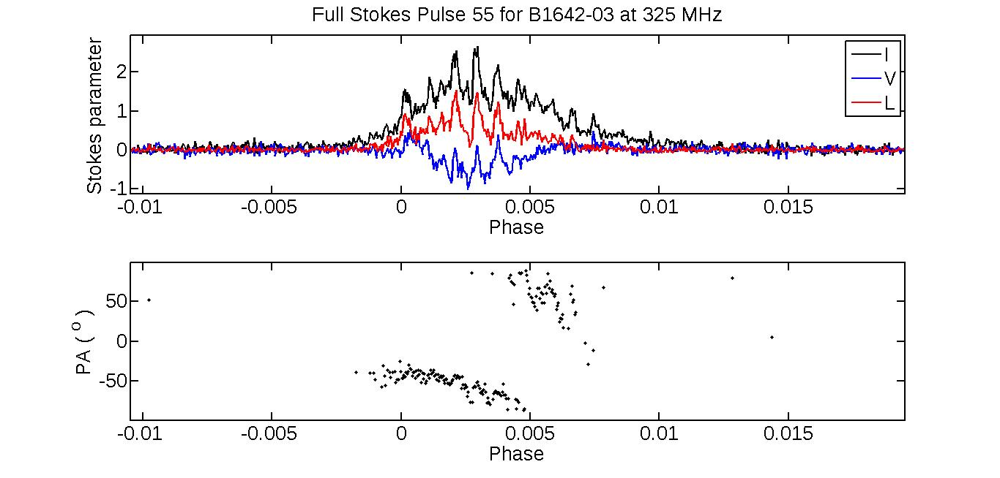 Full Stokes Pulse 55 for B1642-03 at 325 MHz
Stokes parameter
2
1
0
-1
I
V
L
-0.01 -0.005 0 0.005 0.01 0.015
Phase
PA ( o )
50
0
-50
-0.01 -0.005 0 0.005 0.01 0.015
Phase